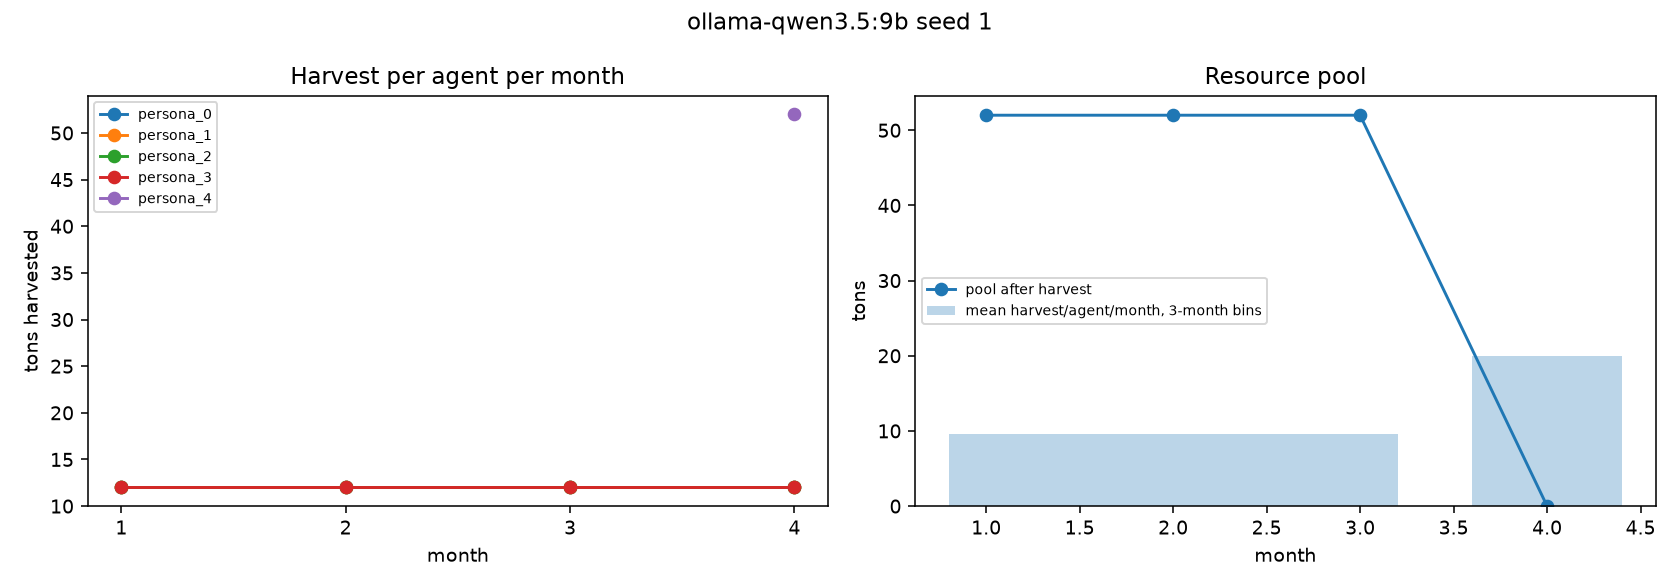 ollama-qwen3.5:9b seed 1
Harvest per agent per month
persona_0
persona_1
persona_2
persona_3
persona_4
tons harvested
50
45
40
35
30
25
20
15
10
1
2
3
4
month
Resource pool
pool after harvest
mean harvest/agent/month, 3-month bins
tons
50
40
30
20
10
0
1.0
1.5
2.0
2.5
3.0
3.5
4.0
4.5
month